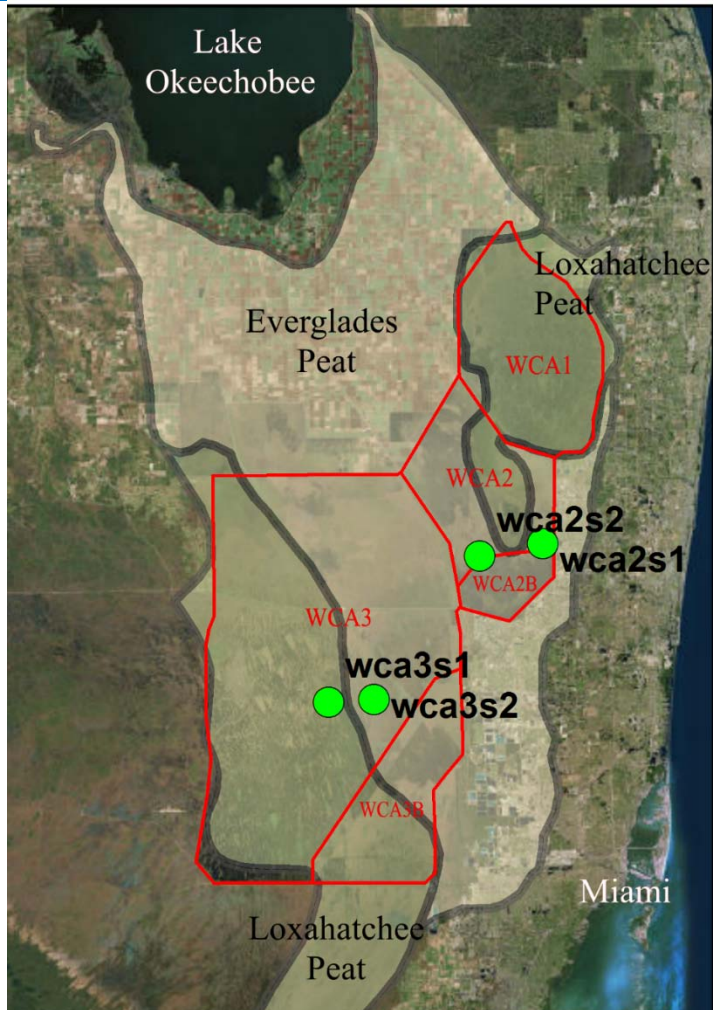 Lake
Okeechobee
Loxahatchee
Peat
Everglades
Peat
WCA1
WCA2
wca2s2
wca2s1
WCA2B
WCA3
wca3s1
wca3s2
WCA3B
Miami
Loxahatchee
Peat